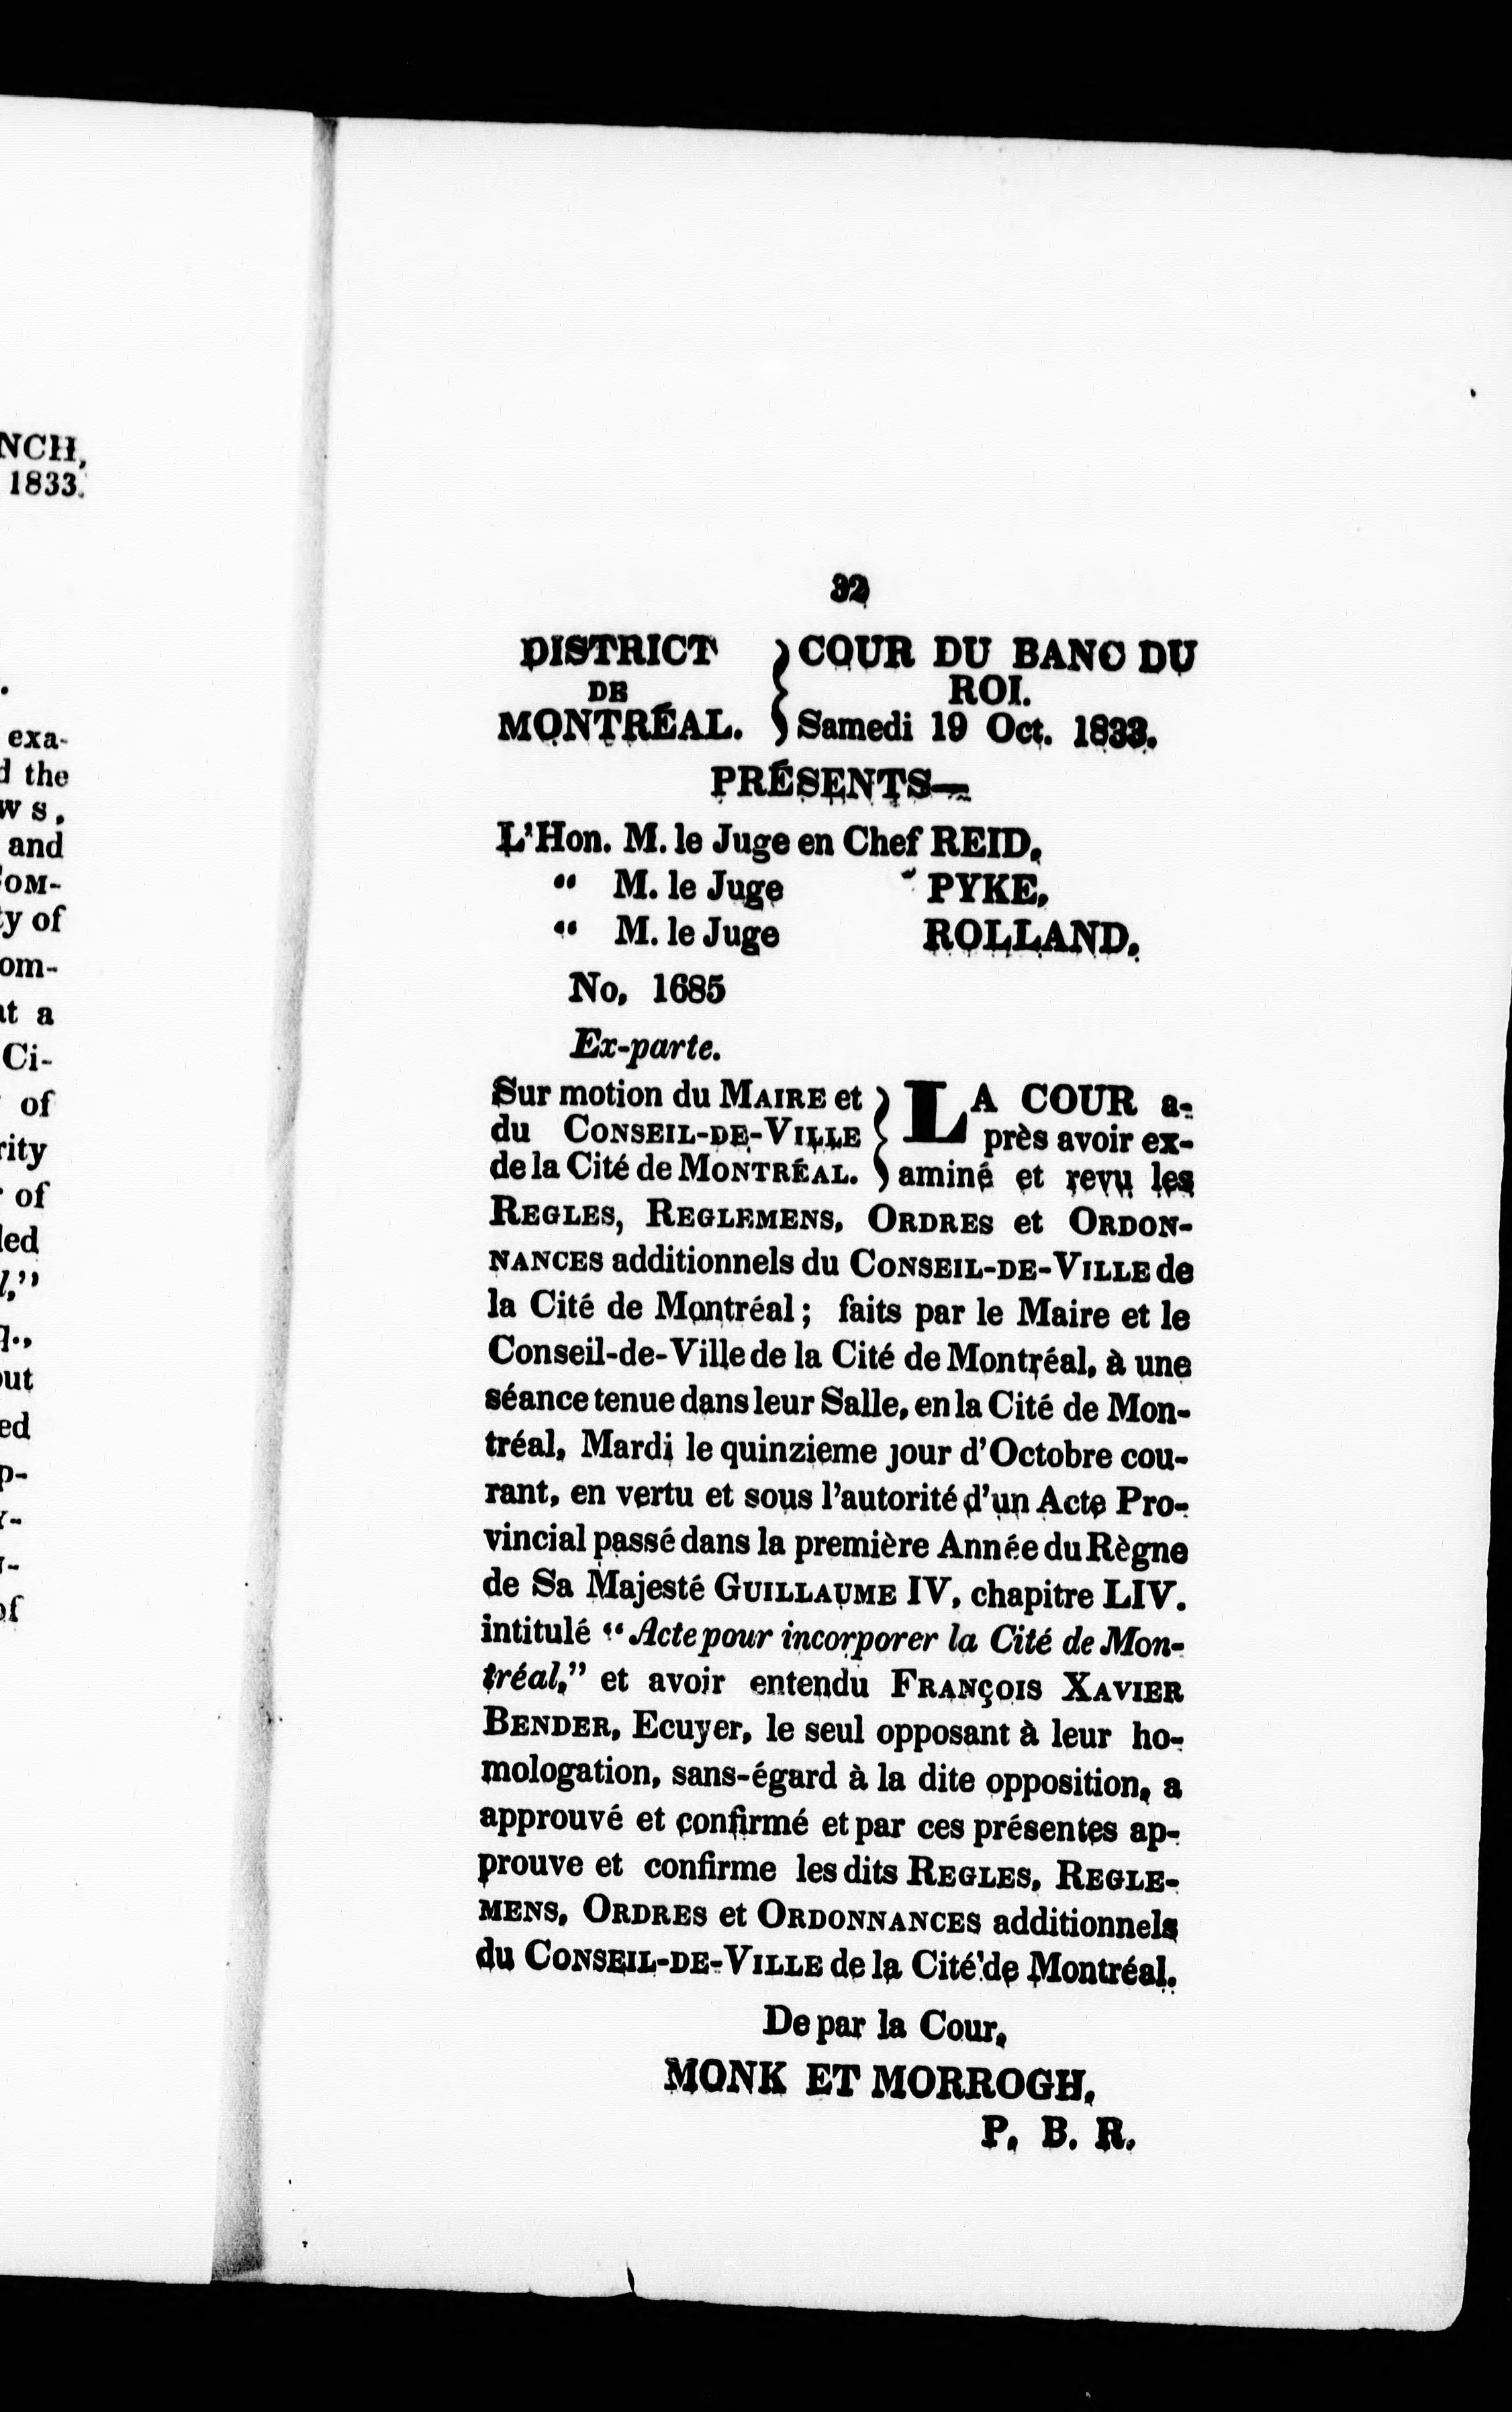 NCH,
1833.
exa-
d the
ws,
and
OM-
ty of
om-
at a
Ci-
of
rity
of
led
l,"
q.,
out
ed
p-
of
32
DISTRICT } COUR DU BANC DU
DE ROI.
MONTRÉAL. Samedi 19 Oct. 1833.
PRÉSENTS—
L'Hon. M. le Juge en Chef REID,
“ M. le Juge PYKE,
“ M. le Juge ROLLAND,
No, 1685
Ex-parte.
Sur motion du MAIRE et } LA COUR a-
du CONSEIL-DE-VILLE près avoir ex-
de la Cité de MONTRÉAL. aminé et revu les
REGLES, REGLEMENS, ORDRES et ORDON-
NANCES additionnels du CONSEIL-DE-VILLE de
la Cité de Montréal ; faits par le Maire et le
Conseil-de-Ville de la Cité de Montréal, à une
séance tenue dans leur Salle, en la Cité de Mon-
tréal, Mardi le quinzieme jour d'Octobre cou-
rant, en vertu et sous l'autorité d'un Acte Pro-
vincial passé dans la première Année du Règne
de Sa Majesté GUILLAUME IV, chapitre LIV.
intitulé “ Acte pour incorporer la Cité de Mon-
tréal,” et avoir entendu FRANÇOIS XAVIER
BENDER, Ecuyer, le seul opposant à leur ho-
mologation, sans-égard à la dite opposition, a
approuvé et confirmé et par ces présentes ap-
prouve et confirme les dits REGLES, REGLE-
MENS, ORDRES et ORDONNANCES additionnels
du CONSEIL-DE-VILLE de la Cité de Montréal.
De par la Cour,
MONK ET MORROGH,
P. B. R.